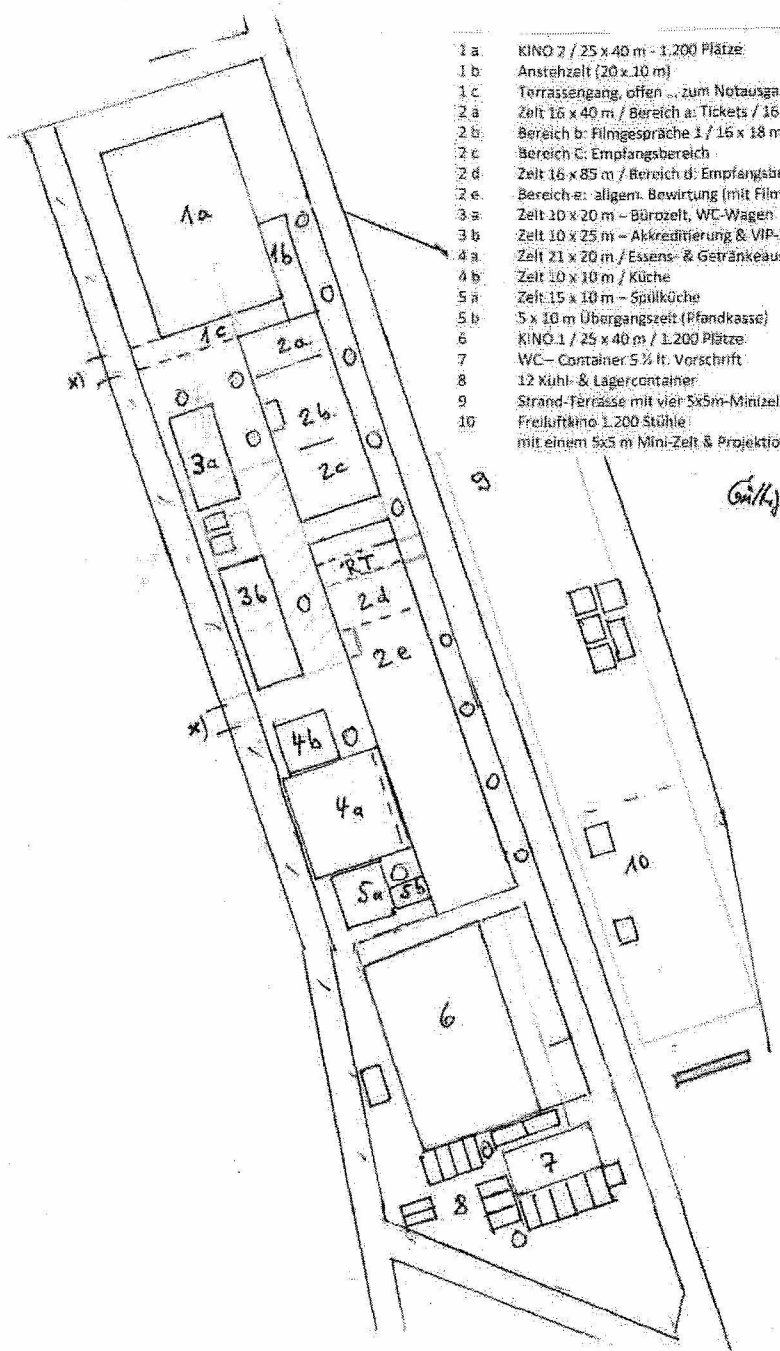 1 a KINO 2 / 25 x 40 m - 1.200 Plätze
1 b Anstehzelt (20 x 10 m)
1 c Terrassengang, offen ... zum Notausga
2 a Zelt 16 x 40 m / Bereich a: Tickets / 16
2 b Bereich b: Filmgespräche 1 / 16 x 18 m
2 c Bereich C: Empfangsbereich
2 d Zelt 16 x 85 m / Bereich d: Empfangsbe
2 e Bereich e: allgem. Bewirtung (mit Film
3 a Zelt 10 x 20 m – Bürozelt, WC-Wagen
3 b Zelt 10 x 25 m – Akkreditierung & VIP-
4 a Zelt 21 x 20 m / Essens- & Getränkeaus
4 b Zelt 10 x 10 m / Küche
5 a Zelt 15 x 10 m – Spülküche
5 b 5 x 10 m Übergangszelt (Pfandkasse)
6 KINO 1 / 25 x 40 m / 1.200 Plätze
7 WC – Container 5 ½ lt. Vorschrift
8 12 Kühl- & Lagercontainer
9 Strand-Terrasse mit vier 5x5m-Minizel
10 Freiluftkino 1.200 Stühle
mit einem 5x5 m Mini-Zelt & Projektio
1a
1b
1c
x)
2a
2b
2c
3a
9
RT
3b
2d
2e
x)
4b
4a
10
5a
5b
6
7
8